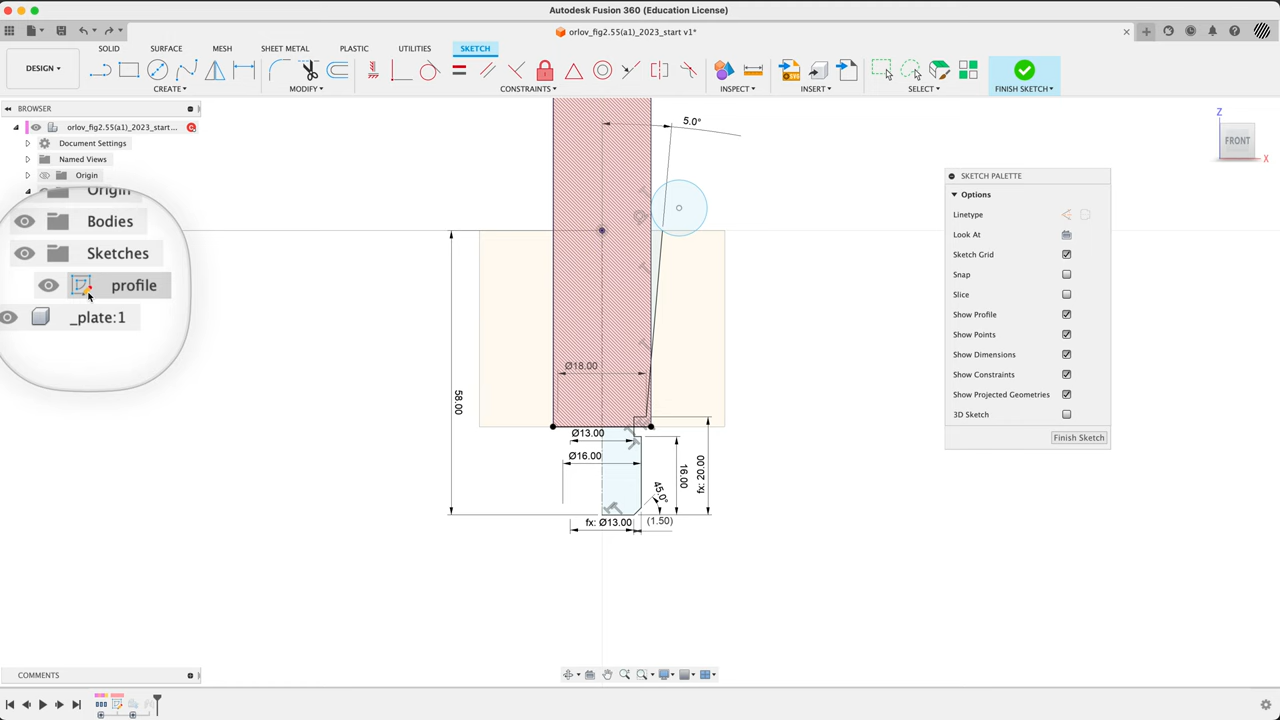 Autodesk Fusion 360 (Education License)
orlov_fig2.55(a1)_2023_start v1*
DESIGN
SOLID SURFACE MESH SHEET METAL PLASTIC UTILITIES SKETCH
CREATE MODIFY CONSTRAINTS INSPECT INSERT SELECT FINISH SKETCH
SVG
BROWSER
orlov_fig2.55(a1)_2023_start...
Document Settings
Named Views
Origin
Origin
Bodies
Sketches
profile
_plate:1
5.0°
Z
FRONT
X
SKETCH PALETTE
Options
Linetype
Look At
Sketch Grid
Snap
Slice
Show Profile
Show Points
Show Dimensions
Show Constraints
Show Projected Geometries
3D Sketch
Finish Sketch
Ø18.00
58.00
Ø13.00
Ø16.00
16.00
fx: 20.00
45.0°
fx: Ø13.00
(1.50)
COMMENTS